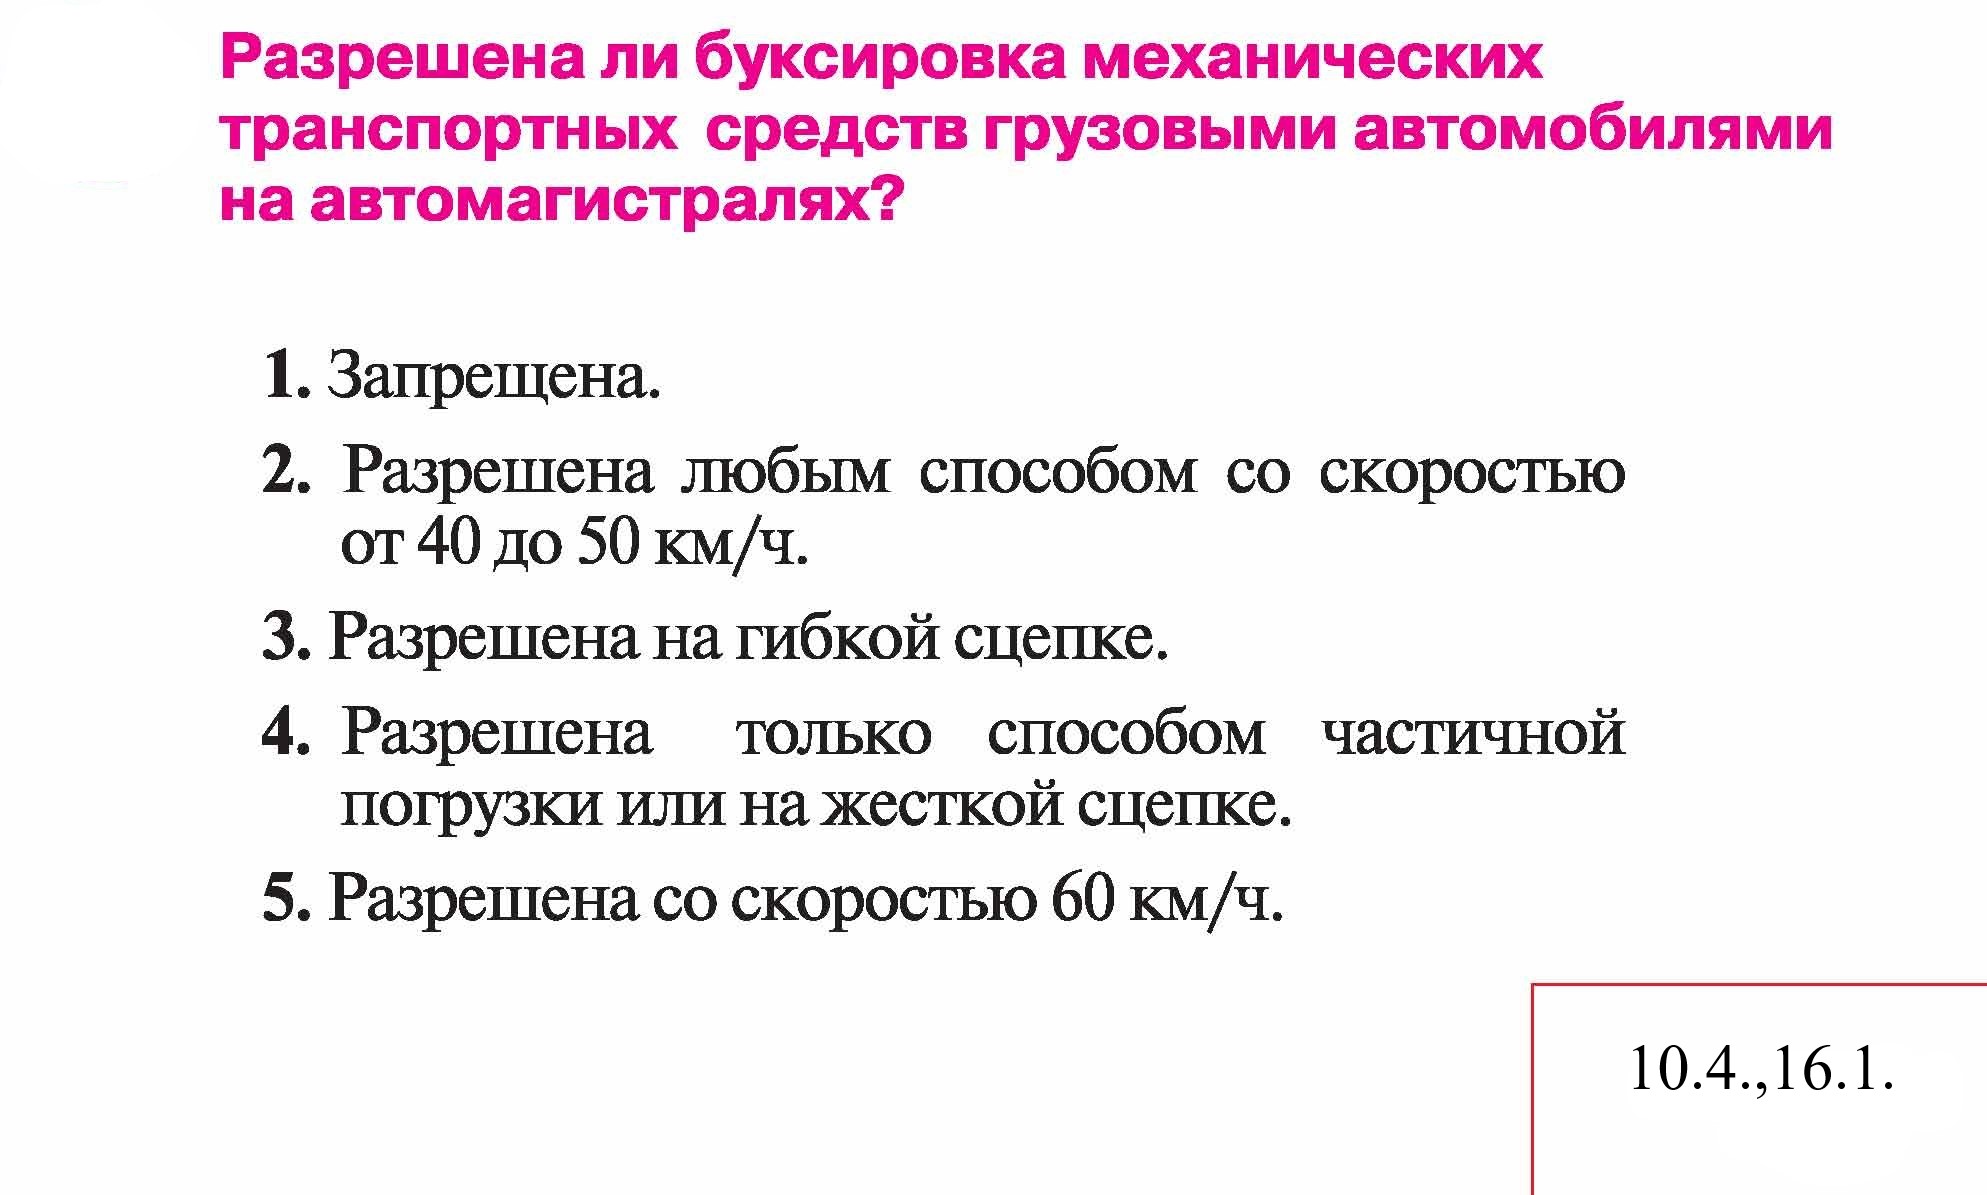 Разрешена ли буксировка механических
транспортных средств грузовыми автомобилями
на автомагистралях?
1. Запрещена.
2. Разрешена любым способом со скоростью
от 40 до 50 км/ч.
3. Разрешена на гибкой сцепке.
4. Разрешена только способом частичной
погрузки или на жесткой сцепке.
5. Разрешена со скоростью 60 км/ч.
10.4.,16.1.